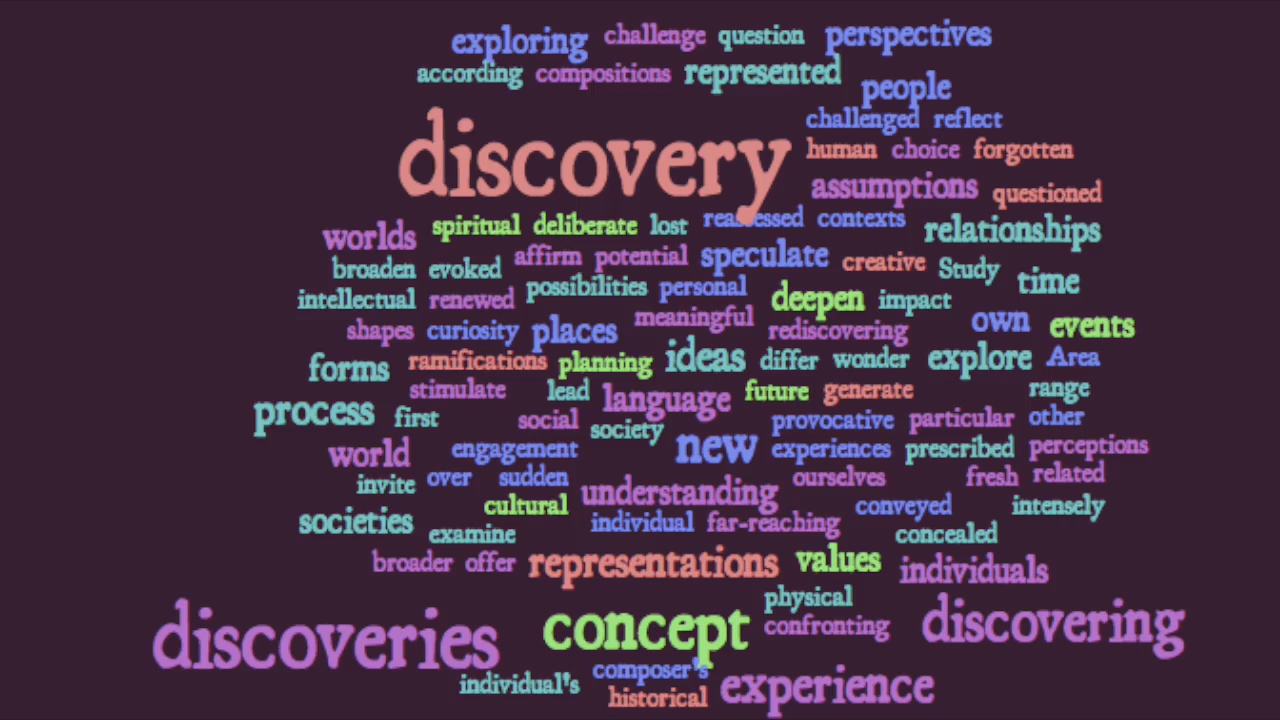 exploring challenge question perspectives
according compositions represented
people
discovery
challenged reflect
human choice forgotten
assumptions questioned
worlds spiritual deliberate lost reassessed contexts relationships
broaden evoked affirm potential speculate creative Study time
intellectual renewed possibilities personal deepen impact
shapes curiosity places meaningful rediscovering own events
forms ramifications planning ideas differ wonder explore Area
stimulate lead language future generate range
process first social society provocative particular other
world engagement new experiences prescribed perceptions
invite over sudden understanding ourselves fresh related
cultural conveyed intensely
societies examine individual far-reaching concealed
broader offer representations values individuals
discoveries concept physical discovering
confronting
individual's composer's experience
historical